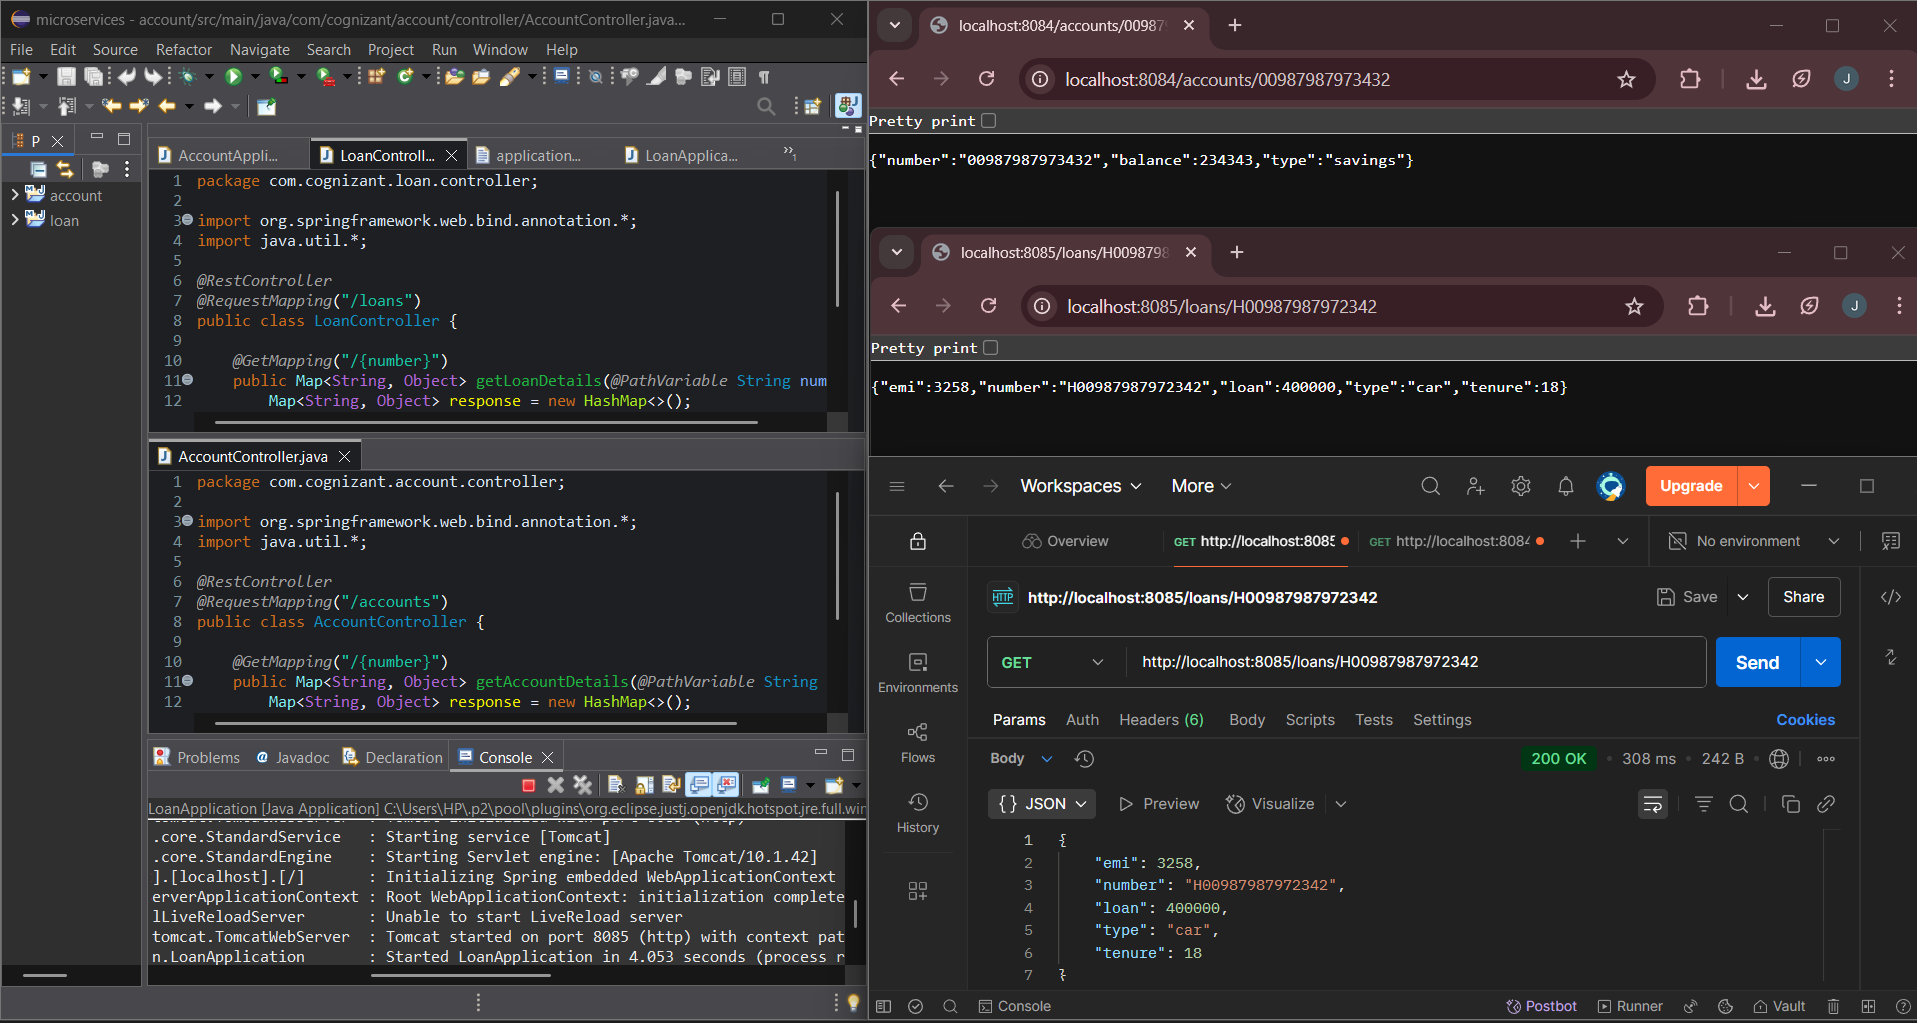 microservices - account/src/main/java/com/cognizant/account/controller/AccountController.java...
File Edit Source Refactor Navigate Search Project Run Window Help
P
account
loan
AccountAppli... LoanControll... application... LoanApplica... »1
1 package com.cognizant.loan.controller;
2
3 import org.springframework.web.bind.annotation.*;
4 import java.util.*;
5
6 @RestController
7 @RequestMapping("/loans")
8 public class LoanController {
9
10 @GetMapping("/{number}")
11 public Map<String, Object> getLoanDetails(@PathVariable String num
12 Map<String, Object> response = new HashMap<>();
AccountController.java
1 package com.cognizant.account.controller;
2
3 import org.springframework.web.bind.annotation.*;
4 import java.util.*;
5
6 @RestController
7 @RequestMapping("/accounts")
8 public class AccountController {
9
10 @GetMapping("/{number}")
11 public Map<String, Object> getAccountDetails(@PathVariable String
12 Map<String, Object> response = new HashMap<>();
Problems @ Javadoc Declaration Console
LoanApplication [Java Application] C:\Users\HP\.p2\pool\plugins\org.eclipse.justj.openjdk.hotspot.jre.full.win
.core.StandardService : Starting service [Tomcat]
.core.StandardEngine : Starting Servlet engine: [Apache Tomcat/10.1.42]
].[localhost].[/] : Initializing Spring embedded WebApplicationContext
erverApplicationContext : Root WebApplicationContext: initialization complete
lLiveReloadServer : Unable to start LiveReload server
tomcat.TomcatWebServer : Tomcat started on port 8085 (http) with context pat
n.LoanApplication : Started LoanApplication in 4.053 seconds (process r
localhost:8084/accounts/00987
localhost:8084/accounts/00987987973432
J
Pretty print
{"number":"00987987973432","balance":234343,"type":"savings"}
localhost:8085/loans/H0098798
localhost:8085/loans/H00987987972342
J
Pretty print
{"emi":3258,"number":"H00987987972342","loan":400000,"type":"car","tenure":18}
Workspaces More Upgrade
Overview GET http://localhost:8085 GET http://localhost:8084 No environment
HTTP http://localhost:8085/loans/H00987987972342 Save Share
Collections
Environments
Flows
History
GET http://localhost:8085/loans/H00987987972342 Send
Params Auth Headers (6) Body Scripts Tests Settings Cookies
Body 200 OK • 308 ms • 242 B
{} JSON Preview Visualize
1 {
2 "emi": 3258,
3 "number": "H00987987972342",
4 "loan": 400000,
5 "type": "car",
6 "tenure": 18
7 }
Console Postbot Runner Vault